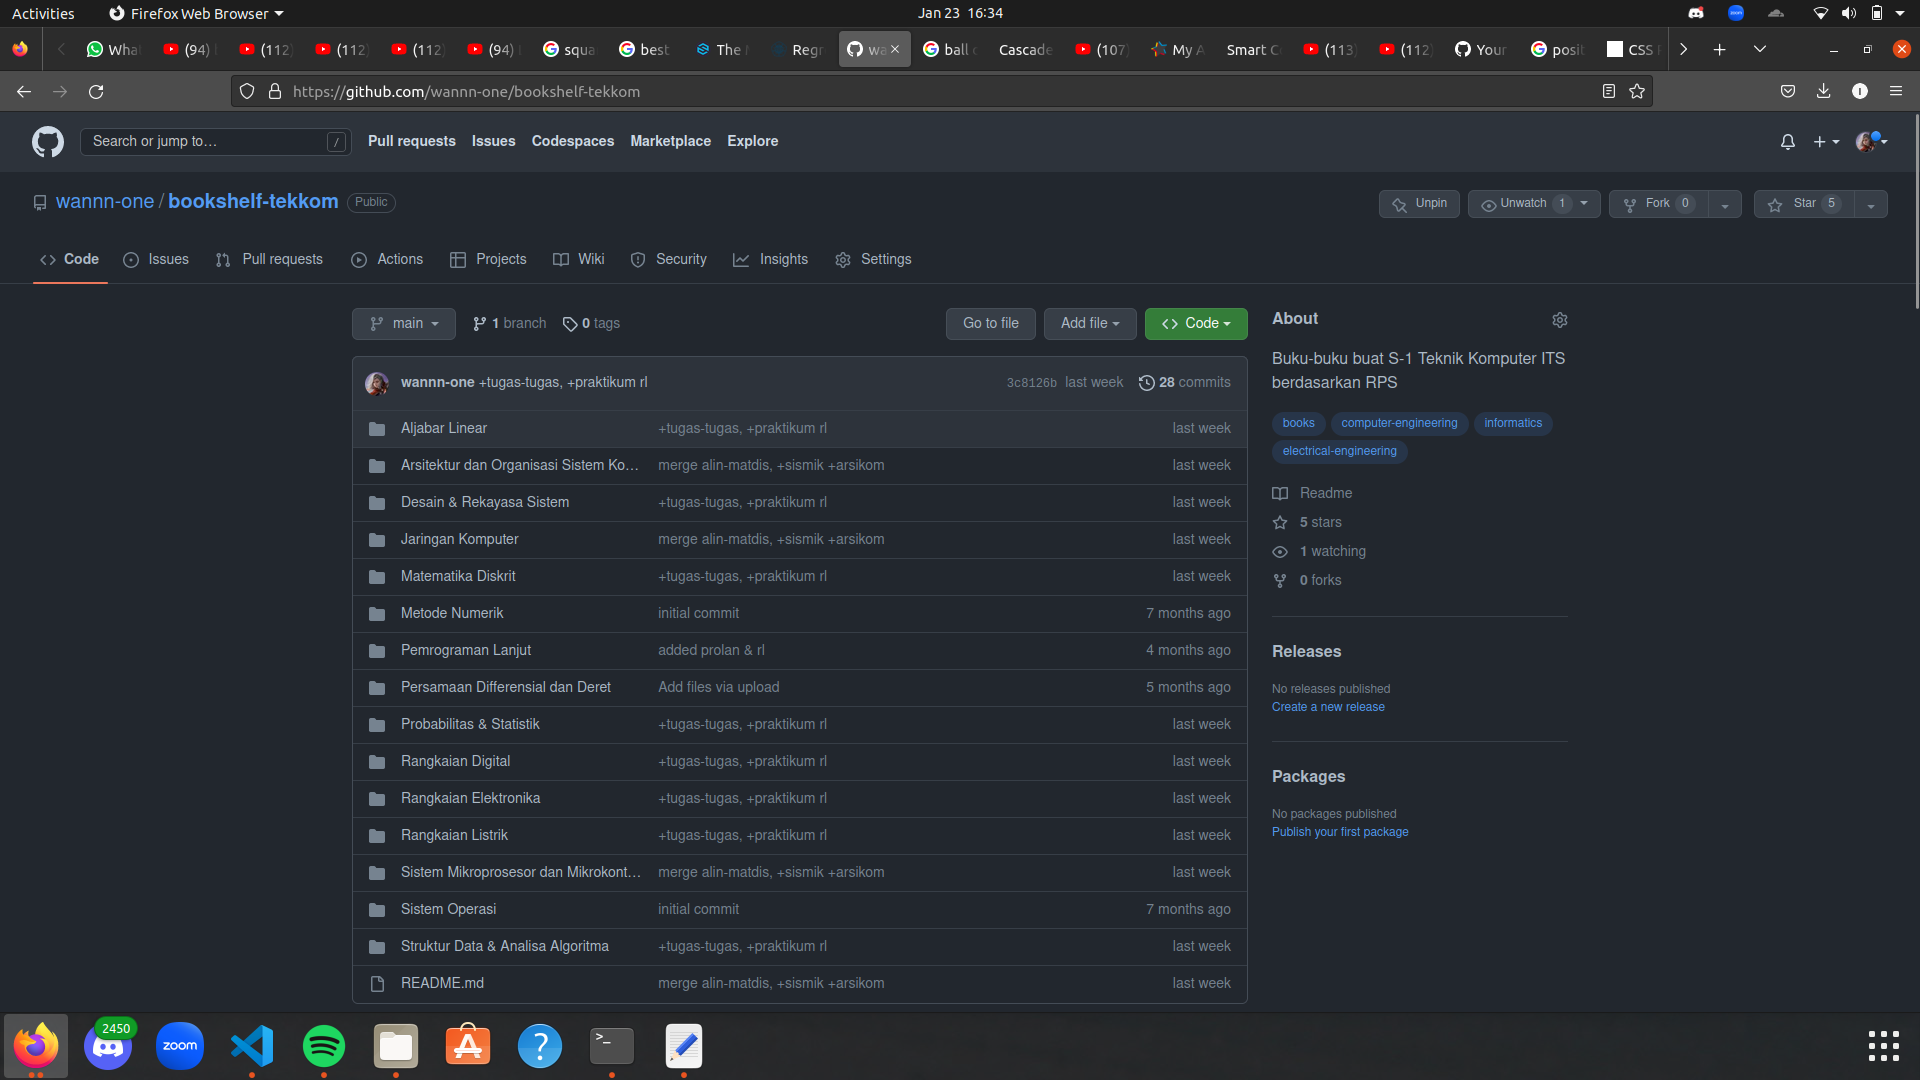 Activities Firefox Web Browser Jan 23 16:34
What (94) (112) (112) (112) (94) squa best The Regr wa ball Cascade (107) My A Smart C (113) (112) Your posit CSS
https://github.com/wannn-one/bookshelf-tekkom
Search or jump to… / Pull requests Issues Codespaces Marketplace Explore
wannn-one / bookshelf-tekkom Public Unpin Unwatch 1 Fork 0 Star 5
Code Issues Pull requests Actions Projects Wiki Security Insights Settings
main 1 branch 0 tags Go to file Add file Code
wannn-one +tugas-tugas, +praktikum rl 3c8126b last week 28 commits
Aljabar Linear +tugas-tugas, +praktikum rl last week
Arsitektur dan Organisasi Sistem Ko… merge alin-matdis, +sismik +arsikom last week
Desain & Rekayasa Sistem +tugas-tugas, +praktikum rl last week
Jaringan Komputer merge alin-matdis, +sismik +arsikom last week
Matematika Diskrit +tugas-tugas, +praktikum rl last week
Metode Numerik initial commit 7 months ago
Pemrograman Lanjut added prolan & rl 4 months ago
Persamaan Differensial dan Deret Add files via upload 5 months ago
Probabilitas & Statistik +tugas-tugas, +praktikum rl last week
Rangkaian Digital +tugas-tugas, +praktikum rl last week
Rangkaian Elektronika +tugas-tugas, +praktikum rl last week
Rangkaian Listrik +tugas-tugas, +praktikum rl last week
Sistem Mikroprosesor dan Mikrokont… merge alin-matdis, +sismik +arsikom last week
Sistem Operasi initial commit 7 months ago
Struktur Data & Analisa Algoritma +tugas-tugas, +praktikum rl last week
README.md merge alin-matdis, +sismik +arsikom last week
About
Buku-buku buat S-1 Teknik Komputer ITS
berdasarkan RPS
books computer-engineering informatics
electrical-engineering
Readme
5 stars
1 watching
0 forks
Releases
No releases published
Create a new release
Packages
No packages published
Publish your first package
2450
zoom